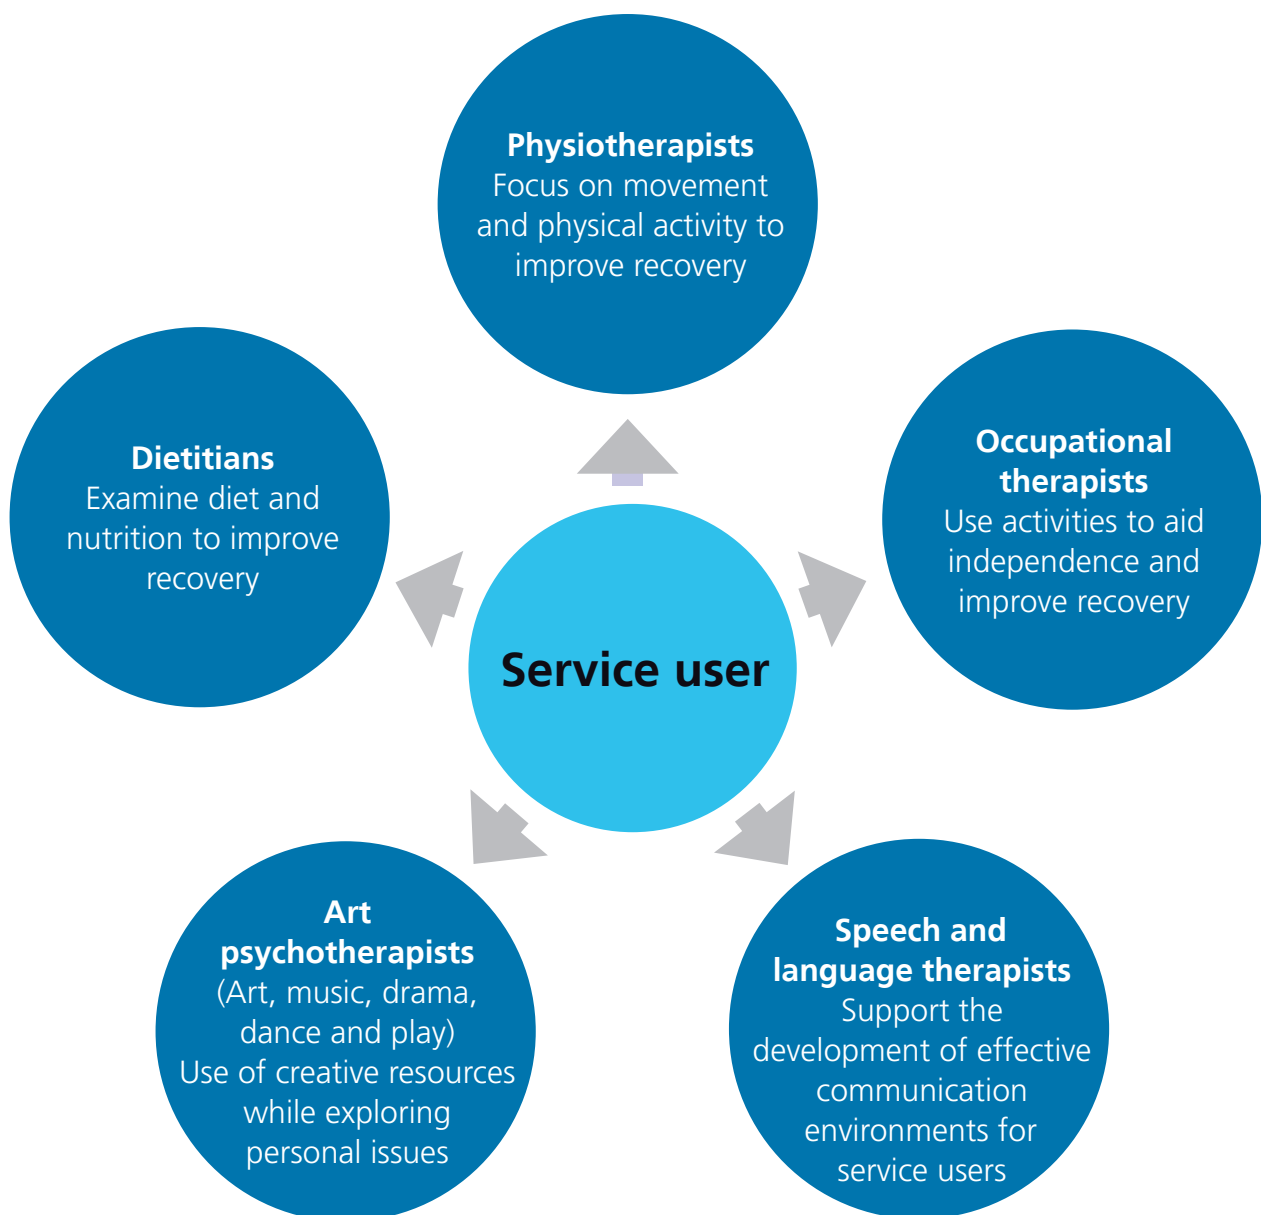 Physiotherapists
Focus on movement
and physical activity to
improve recovery
Dietitians
Examine diet and
nutrition to improve
recovery
Occupational
therapists
Use activities to aid
independence and
improve recovery
Service user
Art
psychotherapists
(Art, music, drama,
dance and play)
Use of creative resources
while exploring
personal issues
Speech and
language therapists
Support the
development of effective
communication
environments for
service users